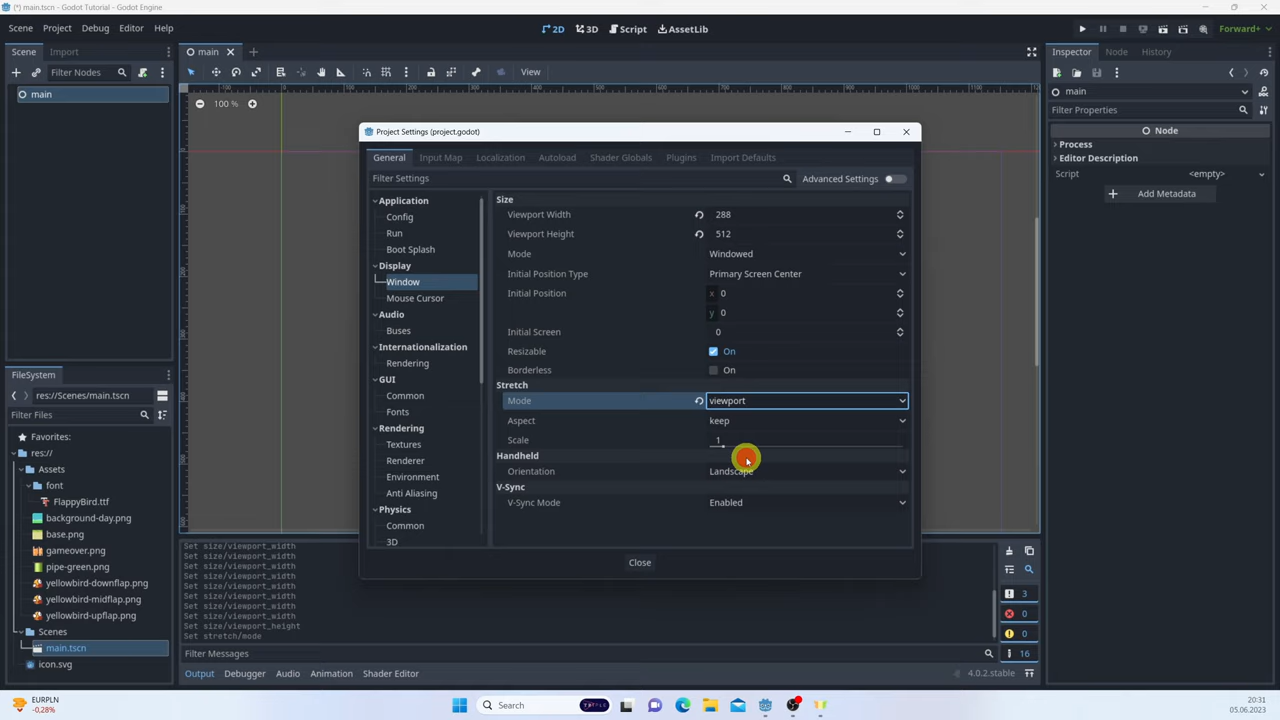 (*) main.tscn - Godot Tutorial - Godot Engine
Scene Project Debug Editor Help
2D 3D Script AssetLib
Forward+
Scene Import
Filter Nodes
main
main
View
100 %
Project Settings (project.godot)
General Input Map Localization Autoload Shader Globals Plugins Import Defaults
Filter Settings
Advanced Settings
Application
Config
Run
Boot Splash
Display
Window
Mouse Cursor
Audio
Buses
Internationalization
Rendering
GUI
Common
Fonts
Rendering
Textures
Renderer
Environment
Anti Aliasing
Physics
Common
3D
Size
Viewport Width 288
Viewport Height 512
Mode Windowed
Initial Position Type Primary Screen Center
Initial Position x 0
y 0
Initial Screen 0
Resizable On
Borderless On
Stretch
Mode viewport
Aspect keep
Scale 1
Handheld
Orientation Landscape
V-Sync
V-Sync Mode Enabled
Close
Inspector Node History
main
Filter Properties
Node
Process
Editor Description
Script <empty>
Add Metadata
FileSystem
res://Scenes/main.tscn
Filter Files
Favorites:
res://
Assets
font
FlappyBird.ttf
background-day.png
base.png
gameover.png
pipe-green.png
yellowbird-downflap.png
yellowbird-midflap.png
yellowbird-upflap.png
Scenes
main.tscn
icon.svg
Set size/viewport_width
Set size/viewport_width
Set size/viewport_width
Set size/viewport_width
Set size/viewport_width
Set size/viewport_width
Set size/viewport_width
Set size/viewport_height
Set stretch/mode
3
0
0
16
Filter Messages
Output Debugger Audio Animation Shader Editor
4.0.2.stable
EURPLN
-0,28%
Search
20:31
05.06.2023